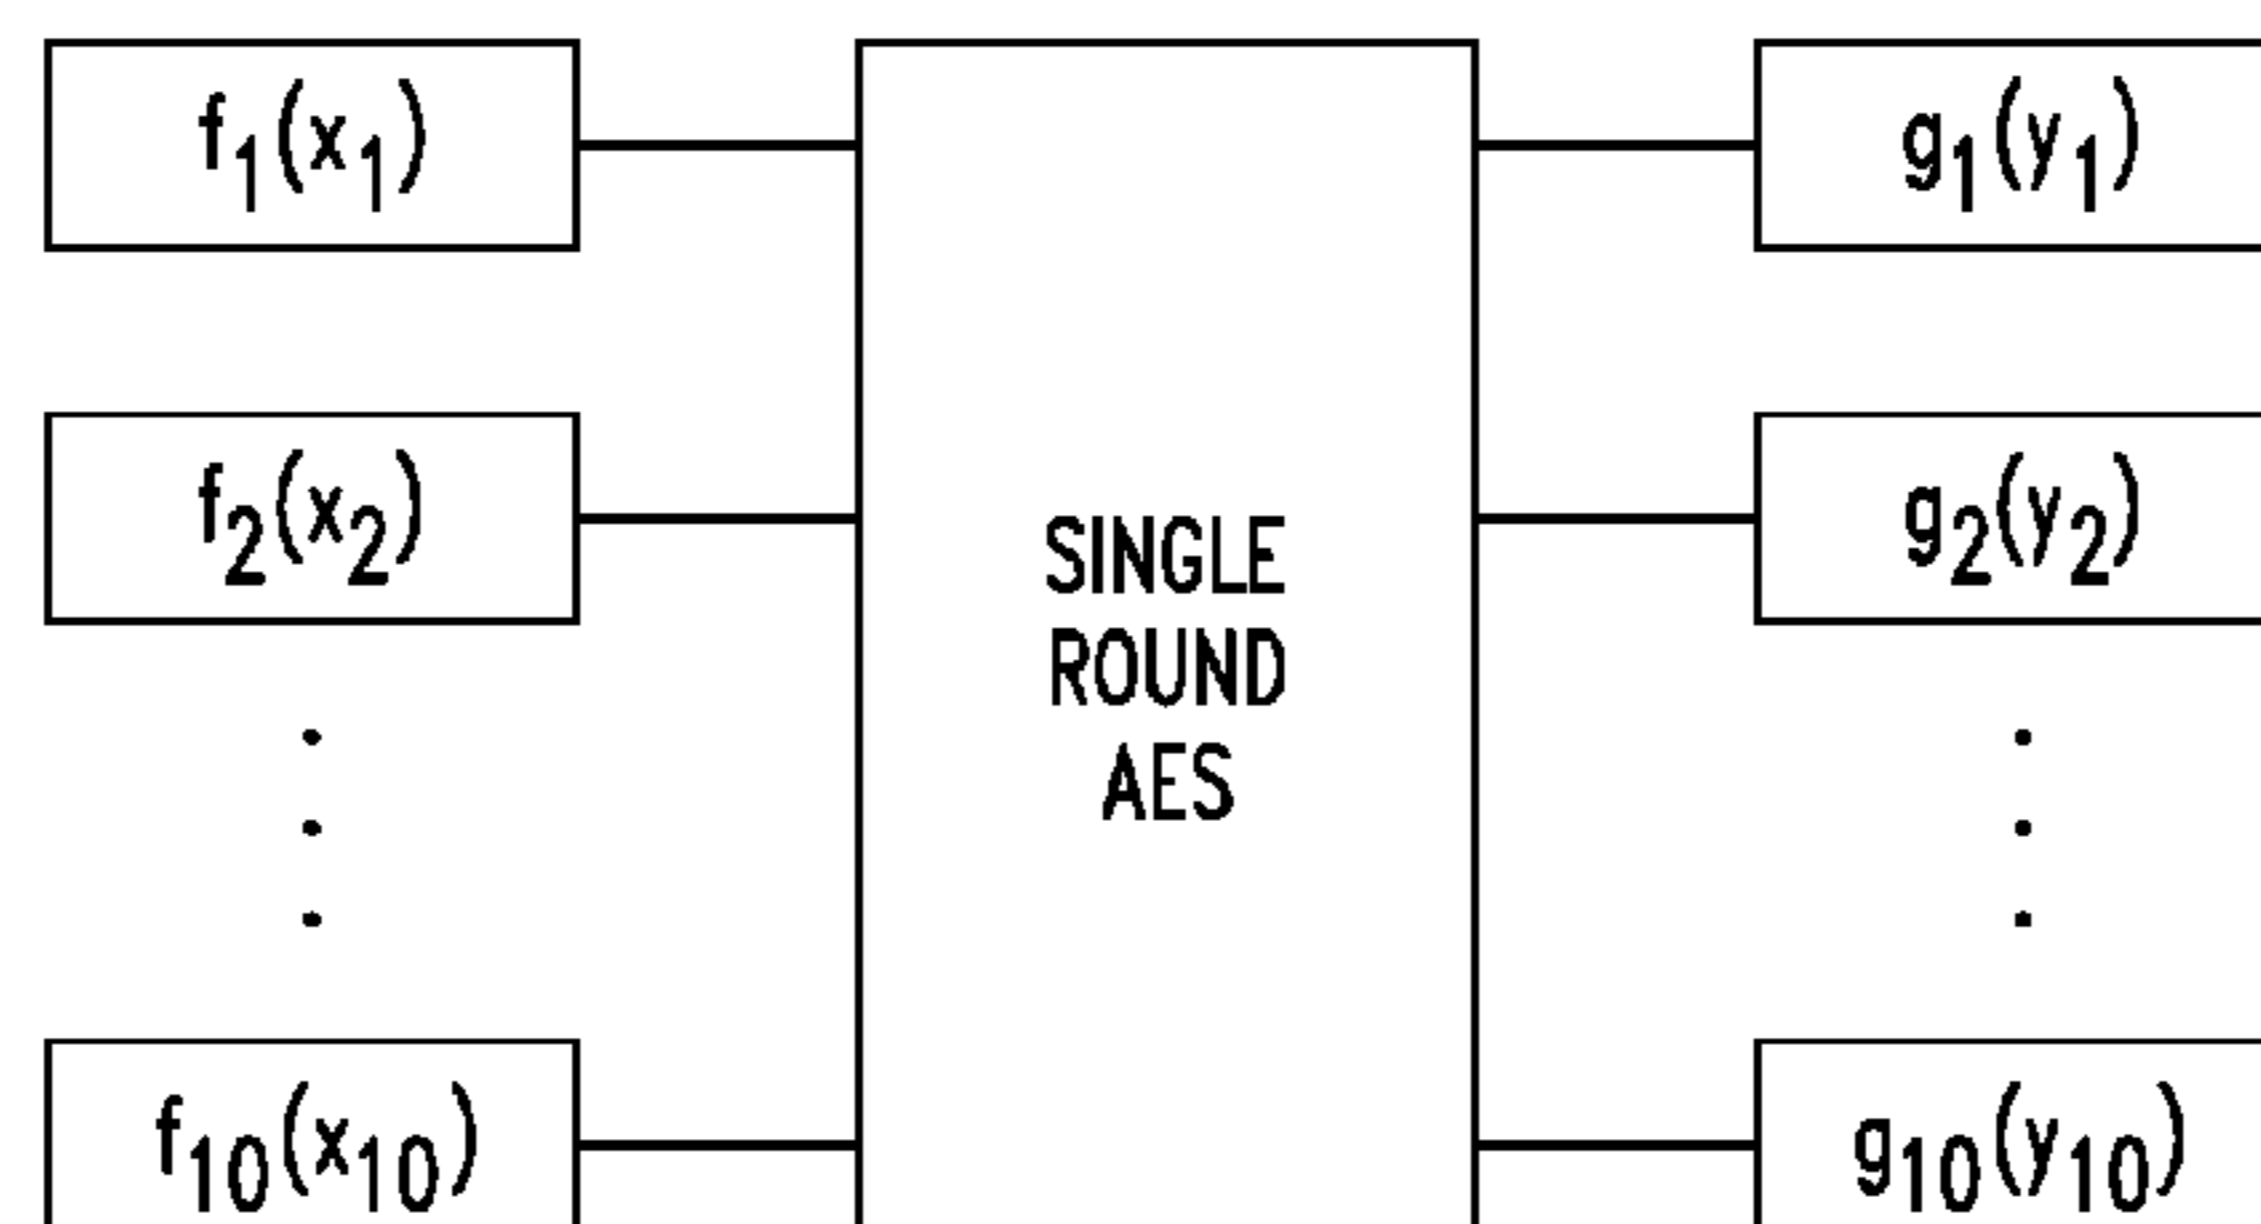 f₁(x₁)
g₁(y₁)
f₂(x₂)
g₂(y₂)
SINGLE
ROUND
AES
f₁₀(x₁₀)
g₁₀(y₁₀)